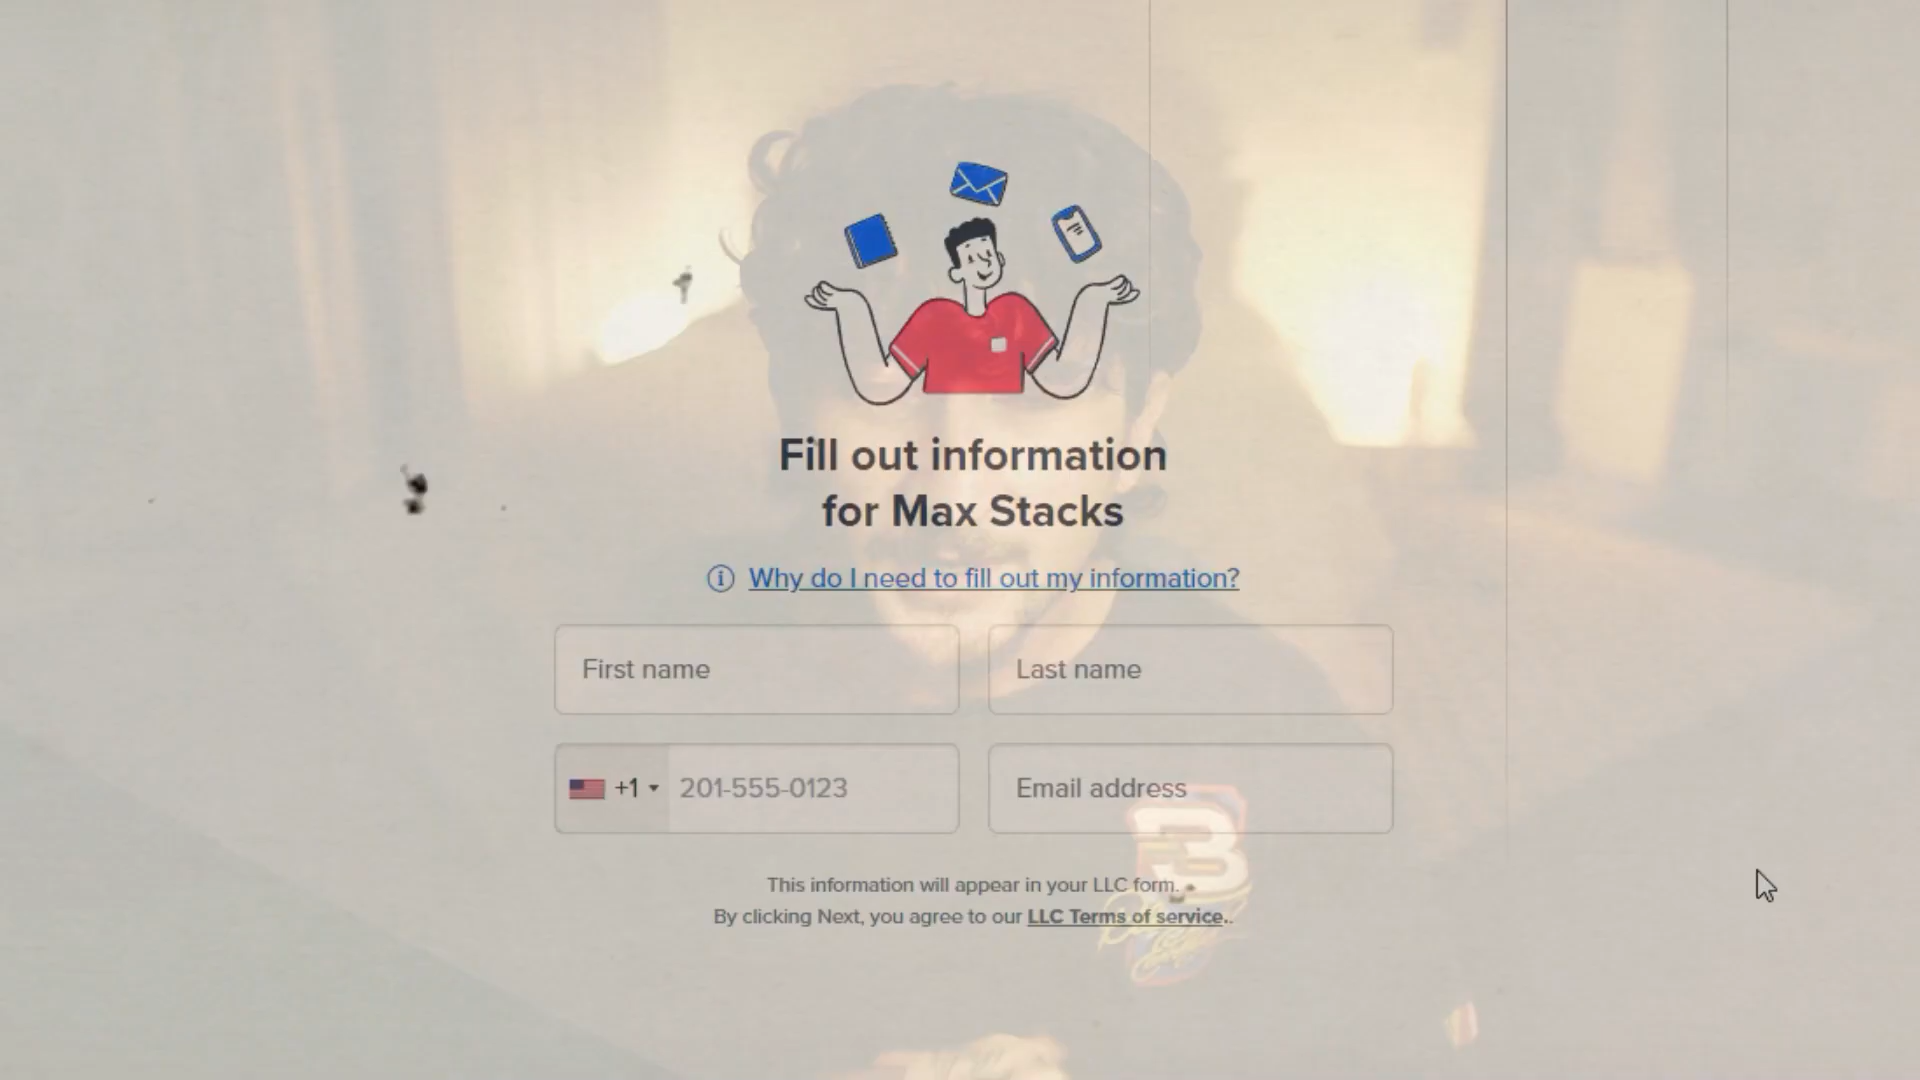 Fill out information
for Max Stacks
Why do I need to fill out my information?
First name
Last name
+1
201-555-0123
Email address
3
This information will appear in your LLC form.
By clicking Next, you agree to our LLC Terms of service..